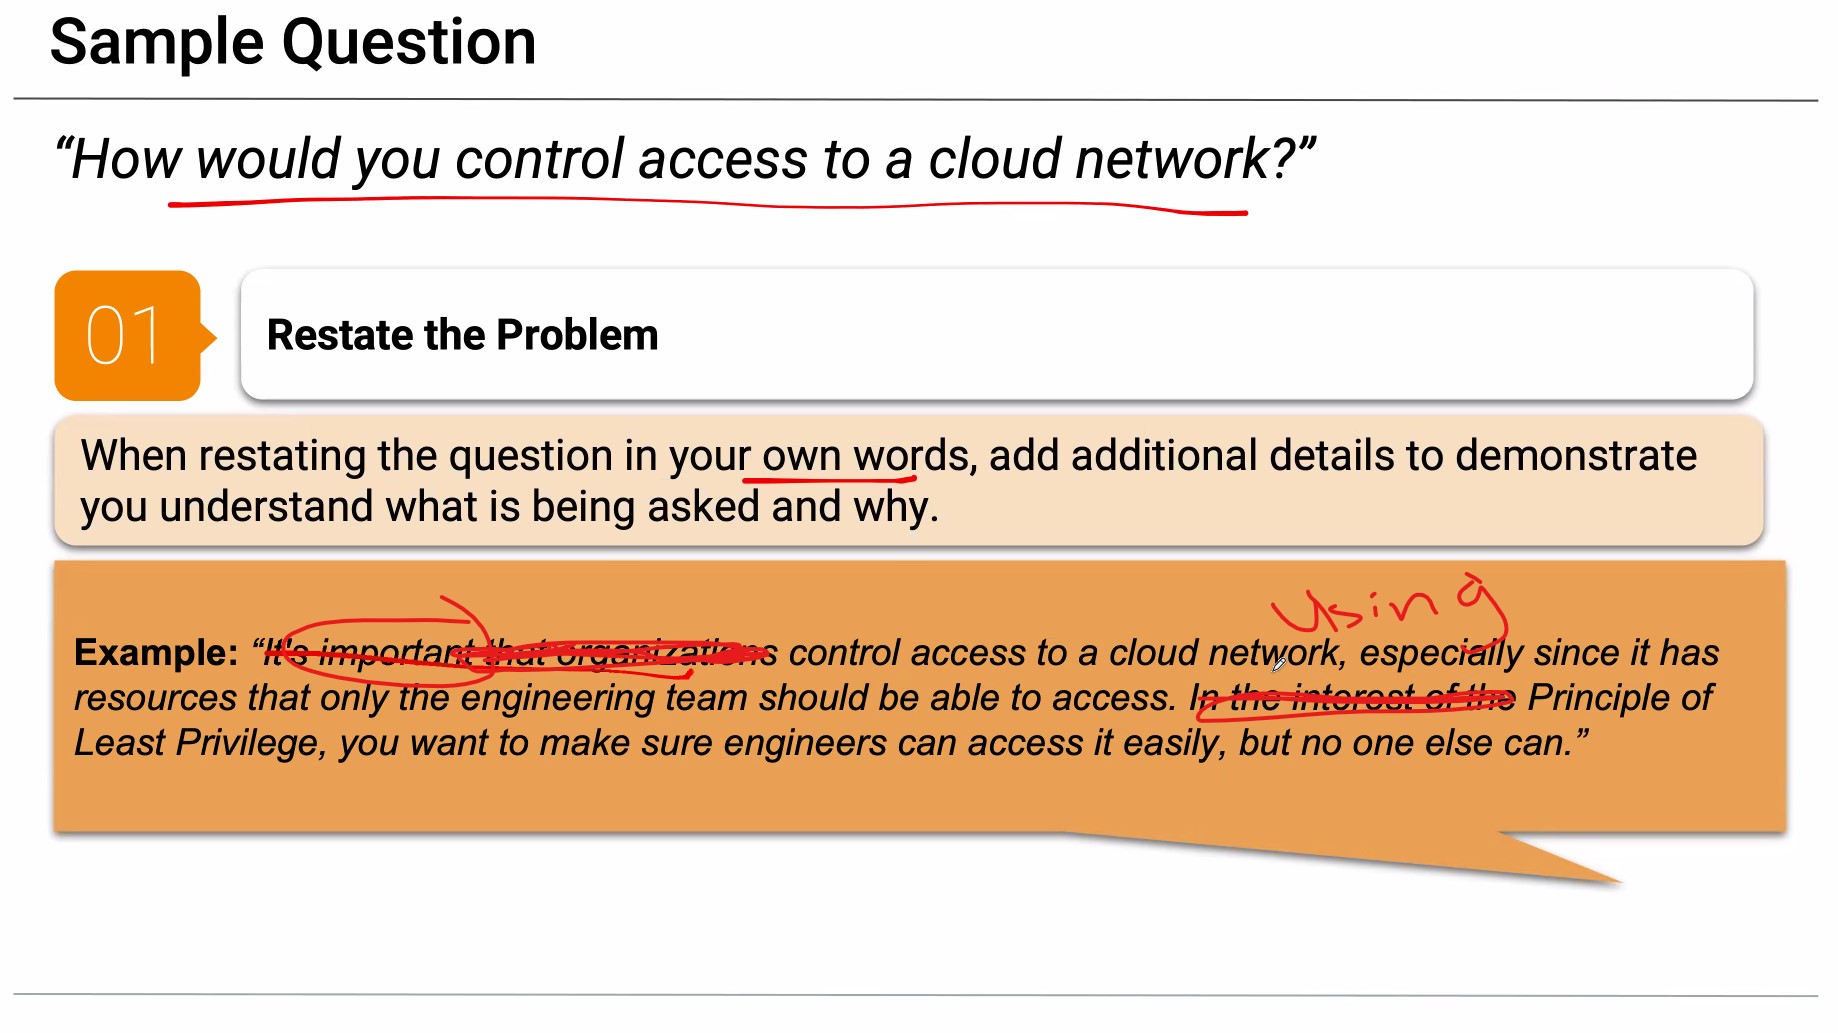 Sample Question
“How would you control access to a cloud network?”
01
Restate the Problem
When restating the question in your own words, add additional details to demonstrate
you understand what is being asked and why.
Using
Example: “It's important that organizations control access to a cloud network, especially since it has
resources that only the engineering team should be able to access. In the interest of the Principle of
Least Privilege, you want to make sure engineers can access it easily, but no one else can.”